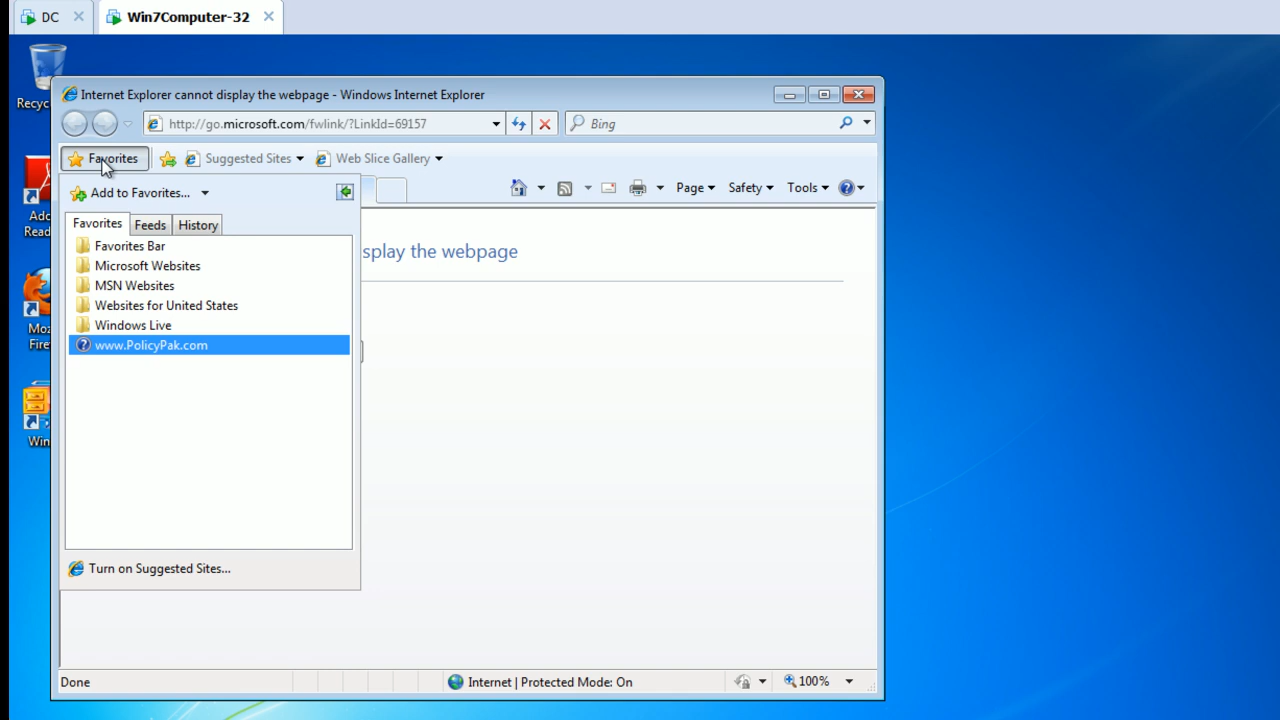 DC
Win7Computer-32
Recyc
Internet Explorer cannot display the webpage - Windows Internet Explorer
http://go.microsoft.com/fwlink/?LinkId=69157
Bing
Favorites
Suggested Sites
Web Slice Gallery
Add to Favorites...
Page
Safety
Tools
Favorites
Feeds
History
Favorites Bar
Microsoft Websites
MSN Websites
Websites for United States
Windows Live
www.PolicyPak.com
splay the webpage
Ado
Read
Moz
Fire
Win
Turn on Suggested Sites...
Done
Internet | Protected Mode: On
100%